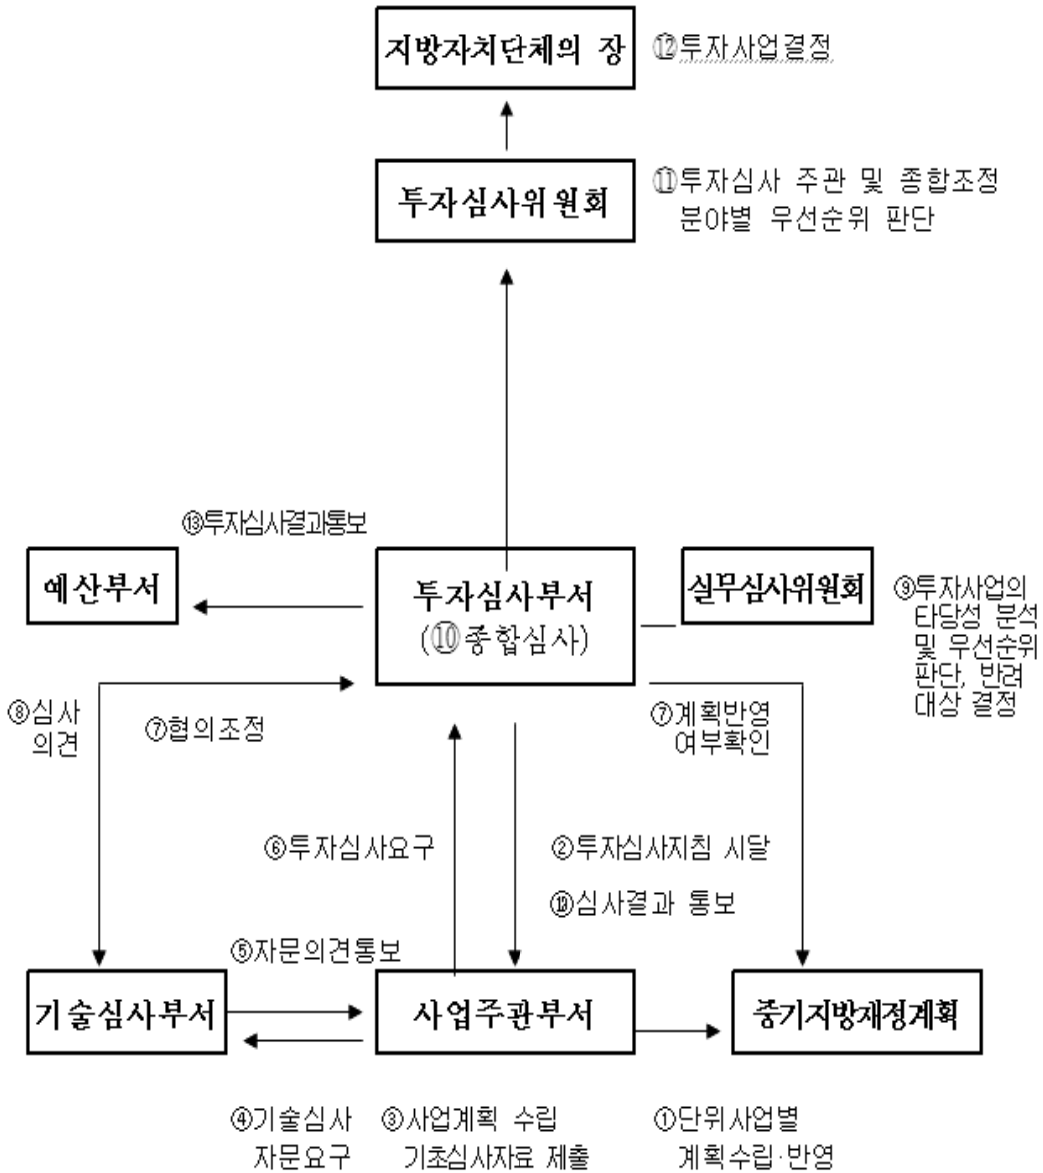 지방자치단체의 장
⑫투자사업결정
투자심사위원회
⑪투자심사 주관 및 종합조정
분야별 우선순위 판단
⑬투자심사결과통보
예산부서
투자심사부서
(⑩종합심사)
실무심사위원회
⑨투자사업의
타당성 분석
및 우선순위
판단, 반려
대상 결정
⑧심사
의견
⑦협의조정
⑦계획반영
여부확인
⑥투자심사요구
②투자심사지침 시달
⑬심사결과 통보
⑤자문의견통보
기술심사부서
사업주관부서
중기지방재정계획
④기술심사
자문요구
③사업계획 수립
기초심사자료 제출
①단위사업별
계획수립·반영